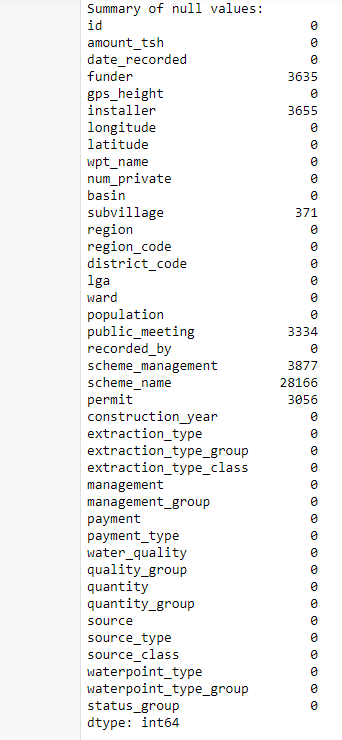 Summary of null values:
id 0
amount_tsh 0
date_recorded 0
funder 3635
gps_height 0
installer 3655
longitude 0
latitude 0
wpt_name 0
num_private 0
basin 0
subvillage 371
region 0
region_code 0
district_code 0
lga 0
ward 0
population 0
public_meeting 3334
recorded_by 0
scheme_management 3877
scheme_name 28166
permit 3056
construction_year 0
extraction_type 0
extraction_type_group 0
extraction_type_class 0
management 0
management_group 0
payment 0
payment_type 0
water_quality 0
quality_group 0
quantity 0
quantity_group 0
source 0
source_type 0
source_class 0
waterpoint_type 0
waterpoint_type_group 0
status_group 0
dtype: int64